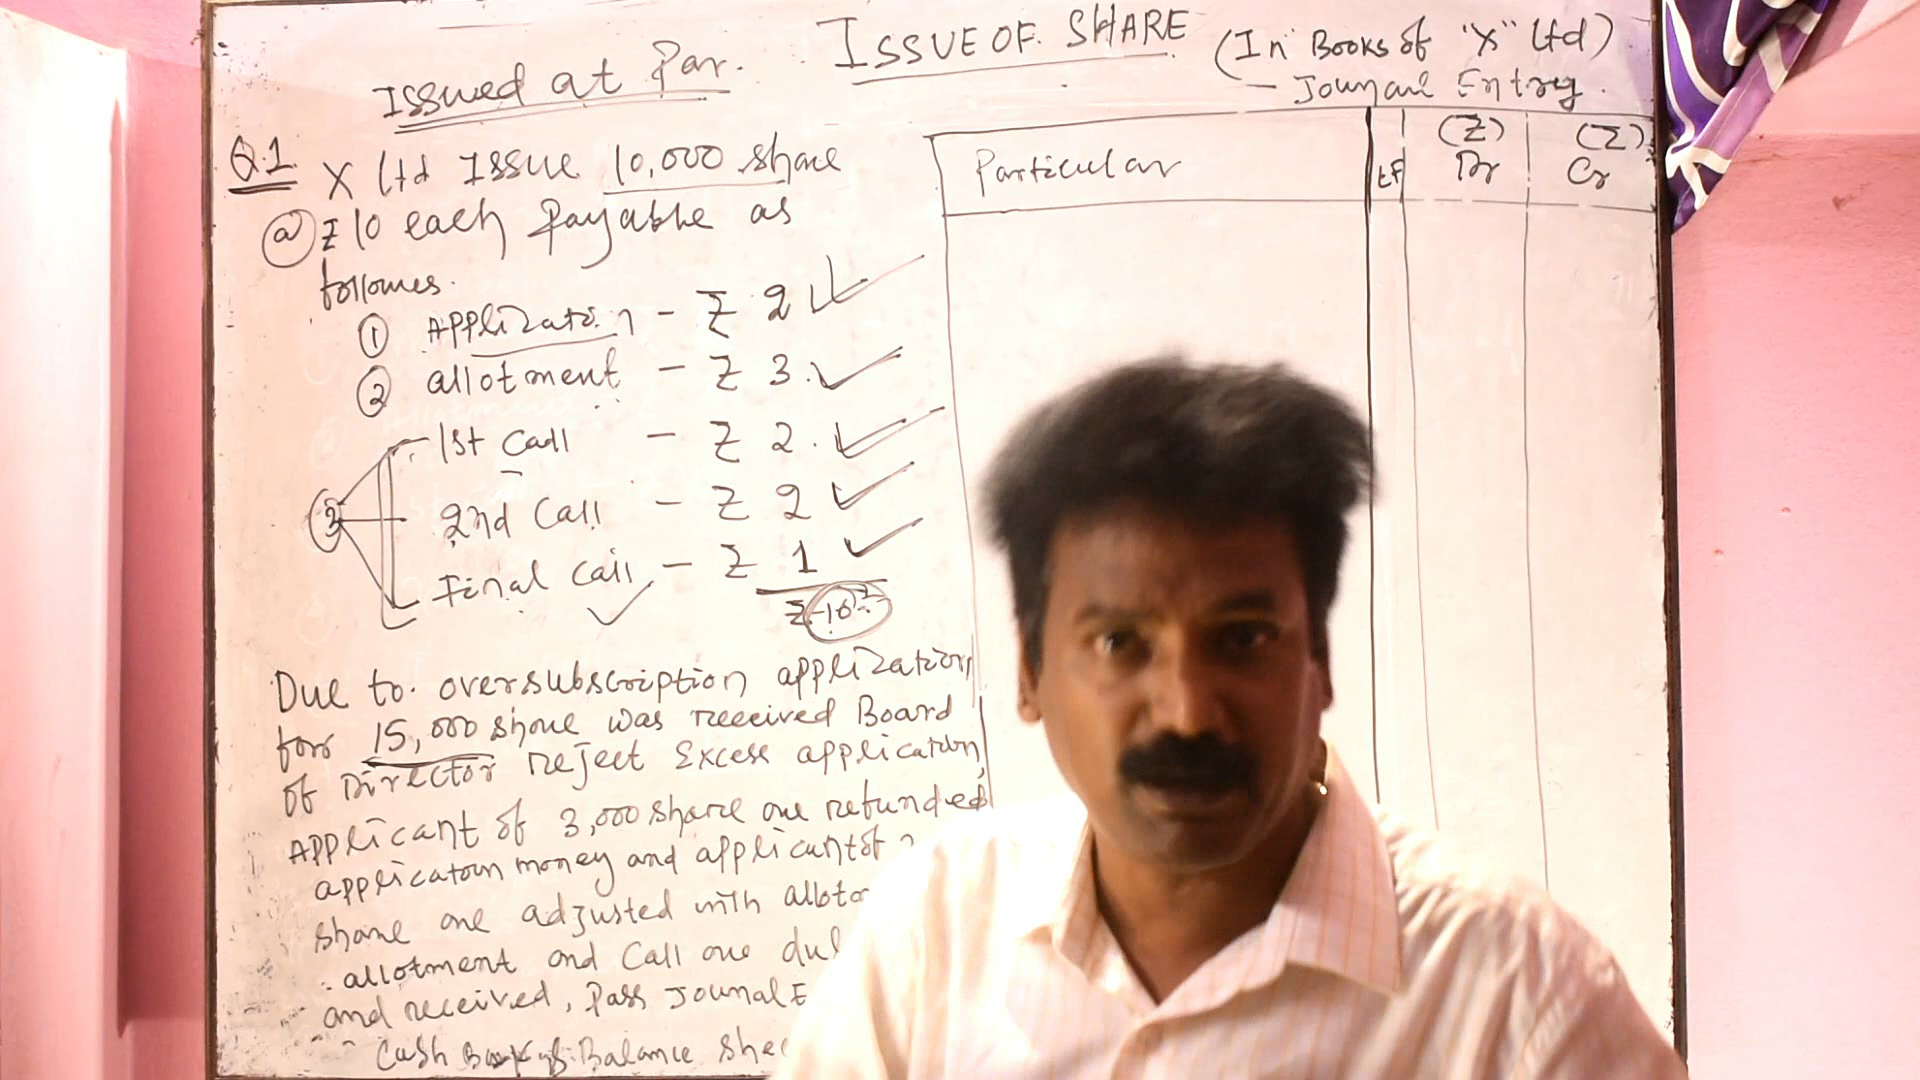 ISSUE OF SHARE
Issued at Par.
(In Books of "X" Ltd)
- Journal Entry.
Q.1 X Ltd Issue 10,000 share
@ ₹10 each Payable as
follows.
① Application - ₹ 2
② allotment - ₹ 3.
③ 1st Call - ₹ 2.
2nd Call - ₹ 2
Final Call - ₹ 1
₹ 10
Due to oversubscription application
for 15,000 share was received Board
of Director reject Excess application,
Applicant of 3,000 share are refunded
application money and applicant of
share are adjusted with
allotment and Call are
and received, Pass Journal
Cash Book & Balance
Particular
LF
(₹)
Dr
(₹)
Cr